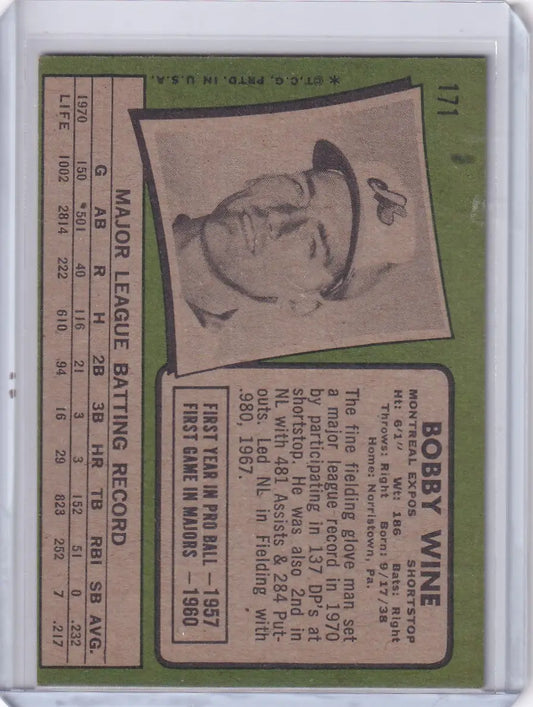 171
*©T.C.G. PRTD. IN U.S.A.
BOBBY WINE
MONTREAL EXPOS SHORTSTOP
Ht: 6'1" Wt: 186 Bats: Right
Throws: Right Born: 9/17/38
Home: Norristown, Pa.
The fine fielding glove man set
a major league record in 1970
by participating in 137 DP's at
shortstop. He was also 2nd in
NL with 481 Assists & 284 Put-
outs. Led NL in Fielding with
.980, 1967.
FIRST YEAR IN PRO BALL — 1957
FIRST GAME IN MAJORS — 1960
MAJOR LEAGUE BATTING RECORD
G AB R H 2B 3B HR TB RBI SB AVG.
1970 150 *501 40 116 21 3 3 152 51 0 .232
LIFE 1002 2814 222 610 94 16 29 823 252 7 .217